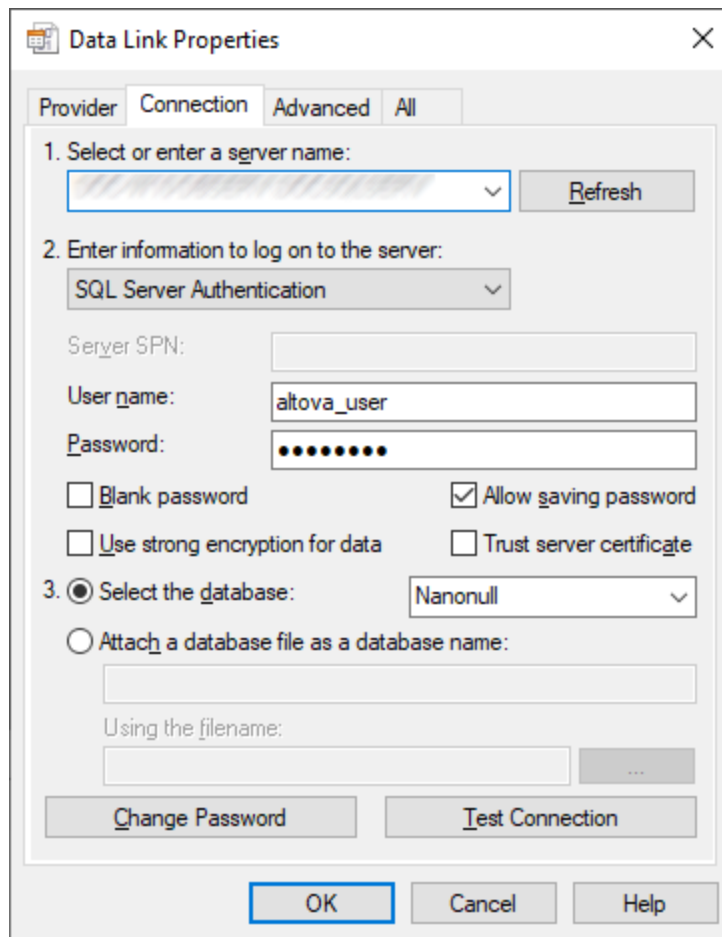 Data Link Properties
Provider Connection Advanced All
1. Select or enter a server name:
Refresh
2. Enter information to log on to the server:
SQL Server Authentication
Server SPN:
User name: altova_user
Password: ●●●●●●●●
Blank password Allow saving password
Use strong encryption for data Trust server certificate
3. Select the database: Nanonull
Attach a database file as a database name:
Using the filename:
...
Change Password Test Connection
OK Cancel Help